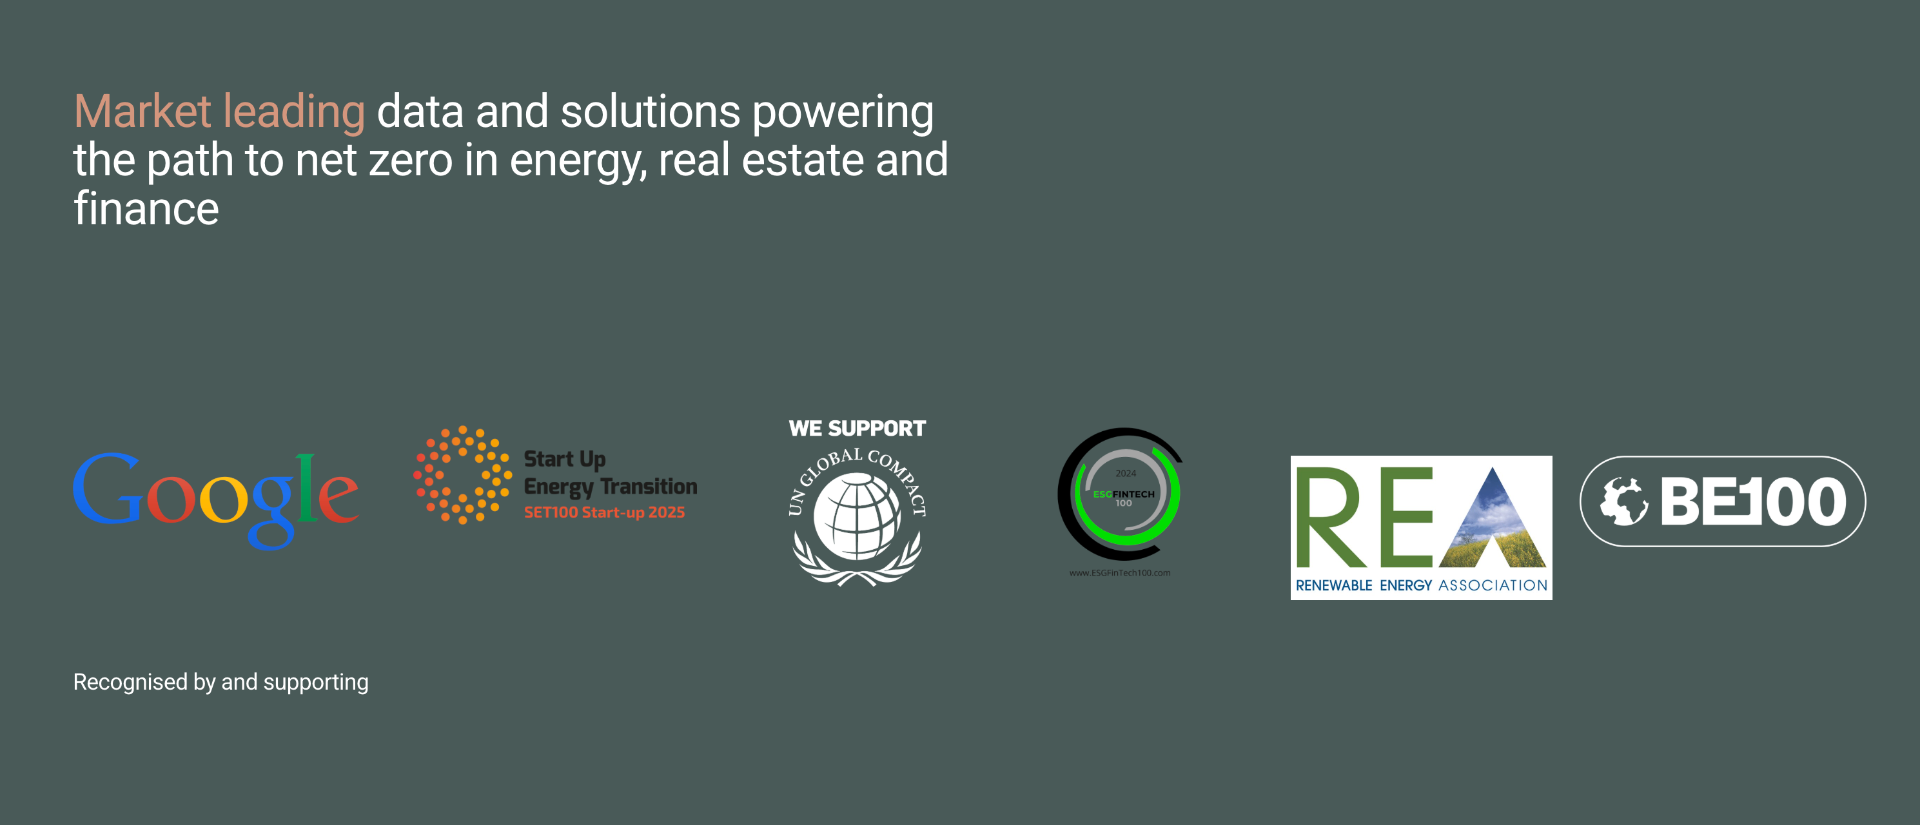 Market leading data and solutions powering
the path to net zero in energy, real estate and
finance
Google
Start Up
Energy Transition
SET100 Start-up 2025
WE SUPPORT
UN GLOBAL COMPACT
2024
ESGFINTECH
100
www.ESGFinTech100.com
REA
RENEWABLE ENERGY ASSOCIATION
BE100
Recognised by and supporting